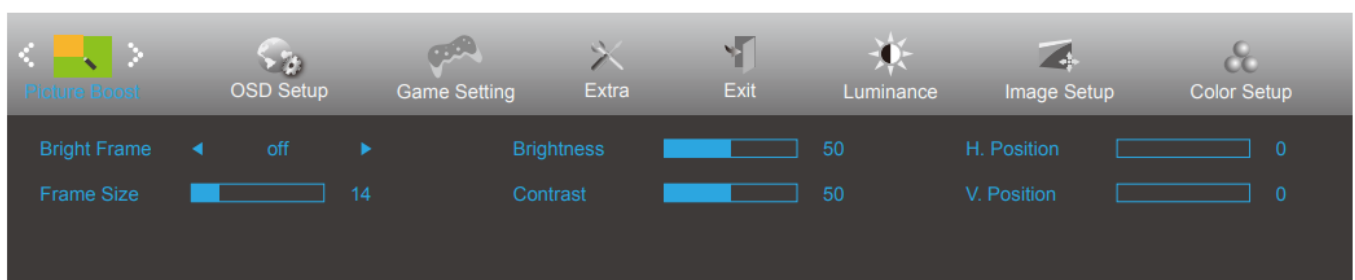 Picture Boost OSD Setup Game Setting Extra Exit Luminance Image Setup Color Setup
Bright Frame off Brightness 50 H. Position 0
Frame Size 14 Contrast 50 V. Position 0